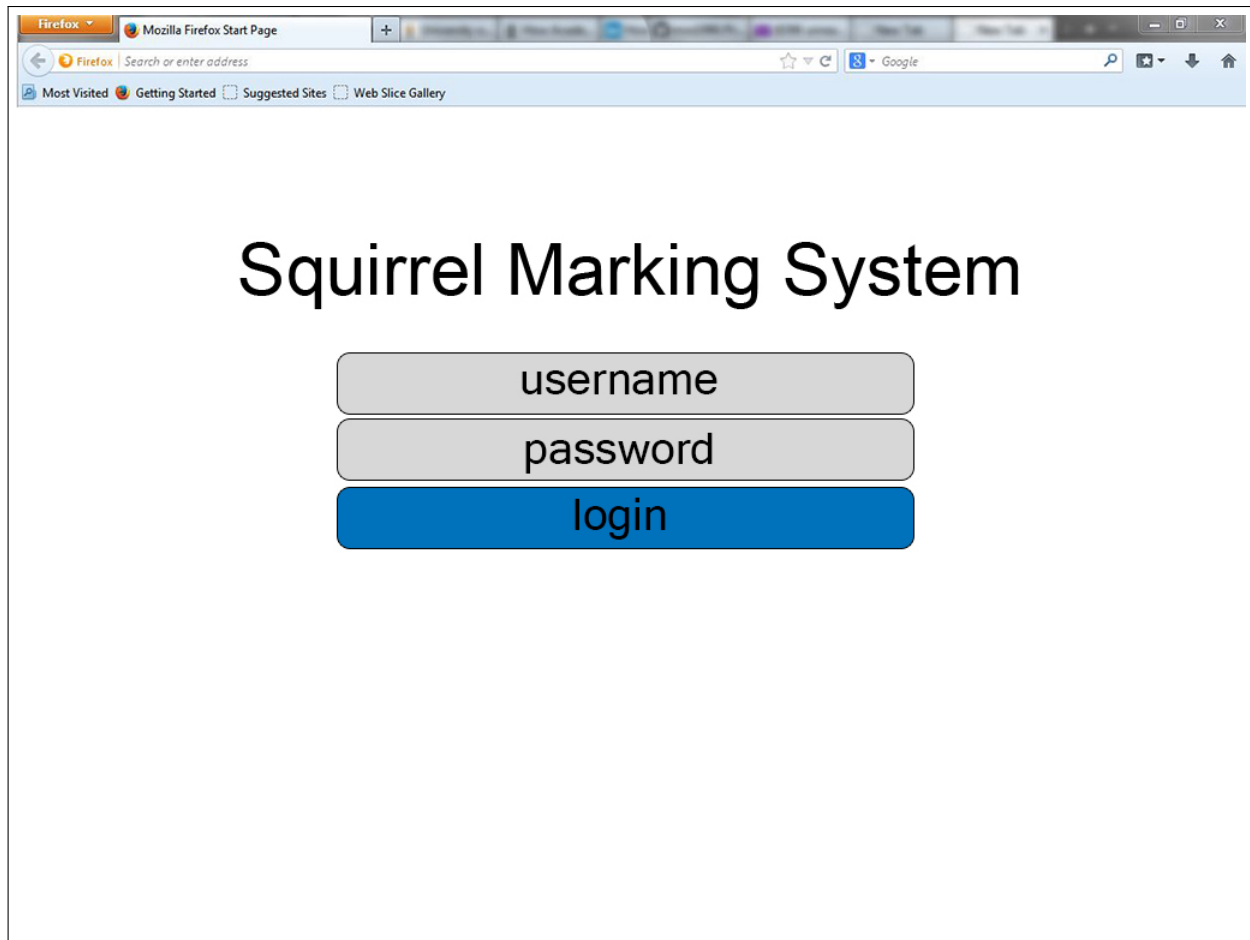 Firefox
Mozilla Firefox Start Page
Firefox Search or enter address
Google
Most Visited Getting Started Suggested Sites Web Slice Gallery
Squirrel Marking System
username
password
login